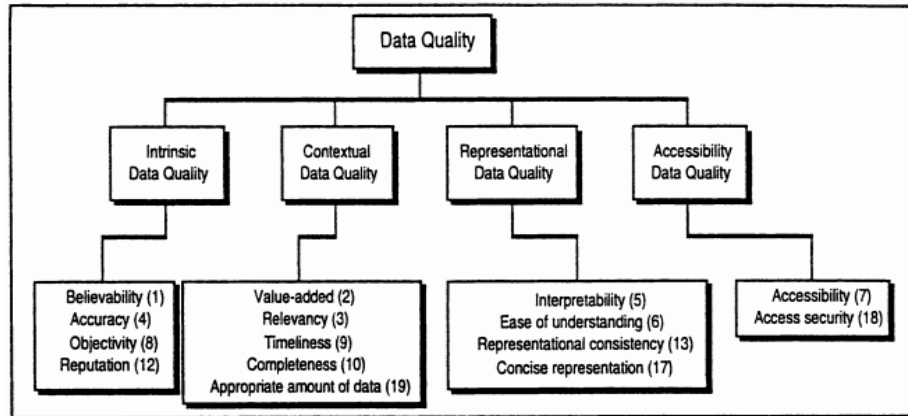 Data Quality
Intrinsic
Data Quality
Contextual
Data Quality
Representational
Data Quality
Accessibility
Data Quality
Believability (1)
Accuracy (4)
Objectivity (8)
Reputation (12)
Value-added (2)
Relevancy (3)
Timeliness (9)
Completeness (10)
Appropriate amount of data (19)
Interpretability (5)
Ease of understanding (6)
Representational consistency (13)
Concise representation (17)
Accessibility (7)
Access security (18)